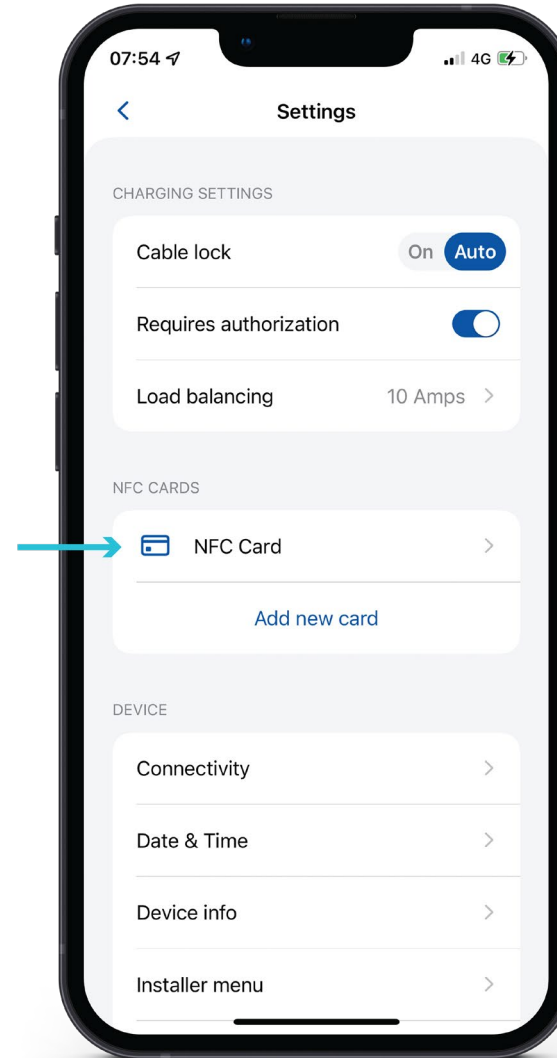 07:54 4G
Settings
CHARGING SETTINGS
Cable lock On Auto
Requires authorization
Load balancing 10 Amps
NFC CARDS
NFC Card
Add new card
DEVICE
Connectivity
Date & Time
Device info
Installer menu